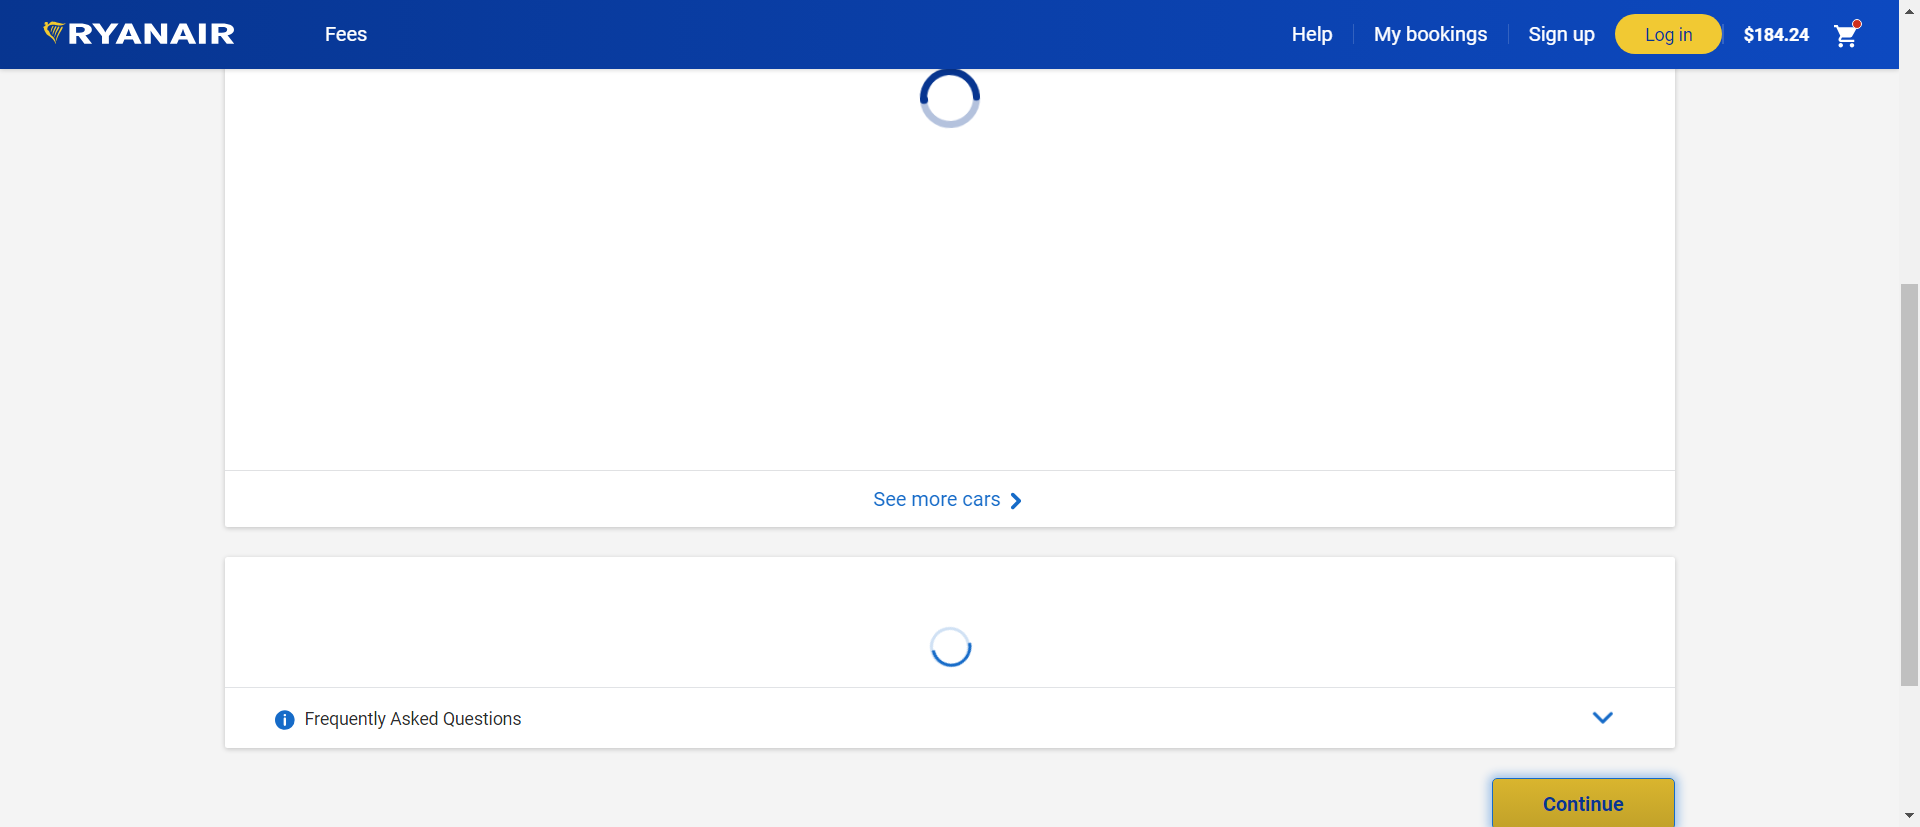 RYANAIR
Fees
Help
My bookings
Sign up
Log in
$184.24
See more cars
Frequently Asked Questions
Continue